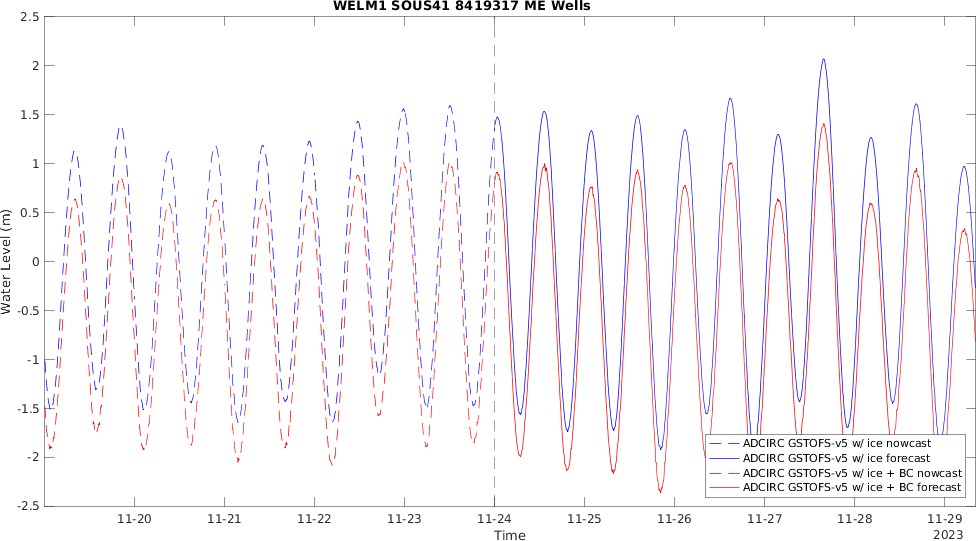 WELM1 SOUS41 8419317 ME Wells
2.5
2
1.5
1
0.5
0
-0.5
-1
-1.5
-2
-2.5
Water Level (m)
11-20 11-21 11-22 11-23 11-24 11-25 11-26 11-27 11-28 11-29
2023
Time
ADCIRC GSTOFS-v5 w/ ice nowcast
ADCIRC GSTOFS-v5 w/ ice forecast
ADCIRC GSTOFS-v5 w/ ice + BC nowcast
ADCIRC GSTOFS-v5 w/ ice + BC forecast